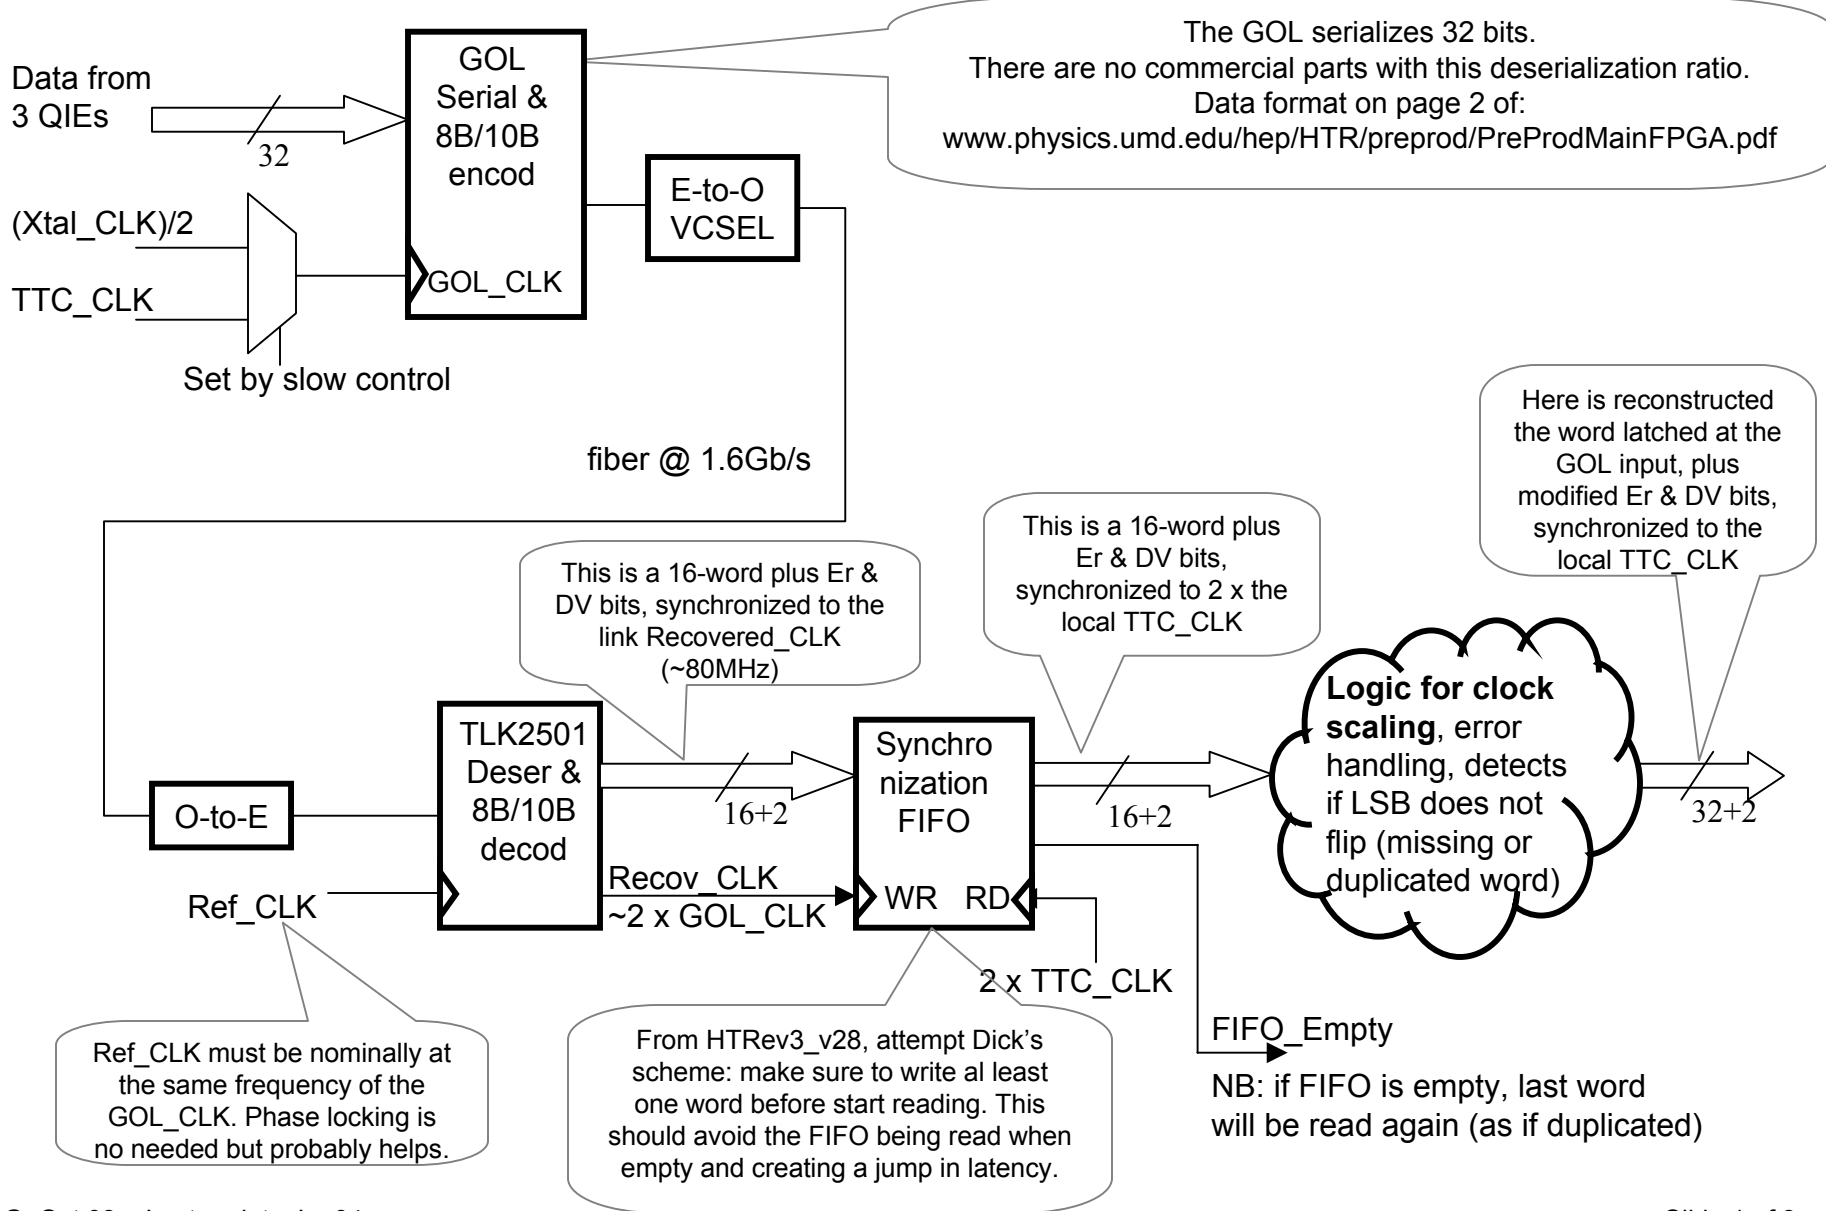 The GOL serializes 32 bits.
There are no commercial parts with this deserialization ratio.
Data format on page 2 of:
www.physics.umd.edu/hep/HTR/preprod/PreProdMainFPGA.pdf
Data from
3 QIEs
32
GOL
Serial &
8B/10B
encod
GOL_CLK
E-to-O
VCSEL
(Xtal_CLK)/2
TTC_CLK
Set by slow control
fiber @ 1.6Gb/s
Here is reconstructed
the word latched at the
GOL input, plus
modified Er & DV bits,
synchronized to the
local TTC_CLK
This is a 16-word plus
Er & DV bits,
synchronized to 2 x the
local TTC_CLK
This is a 16-word plus Er &
DV bits, synchronized to the
link Recovered_CLK
(~80MHz)
O-to-E
TLK2501
Deser &
8B/10B
decod
16+2
Recov_CLK
~2 x GOL_CLK
Synchro
nization
FIFO
WR RD
16+2
Logic for clock
scaling, error
handling, detects
if LSB does not
flip (missing or
duplicated word)
32+2
Ref_CLK
2 x TTC_CLK
FIFO_Empty
NB: if FIFO is empty, last word
will be read again (as if duplicated)
Ref_CLK must be nominally at
the same frequency of the
GOL_CLK. Phase locking is
no needed but probably helps.
From HTRev3_v28, attempt Dick's
scheme: make sure to write al least
one word before start reading. This
should avoid the FIFO being read when
empty and creating a jump in latency.